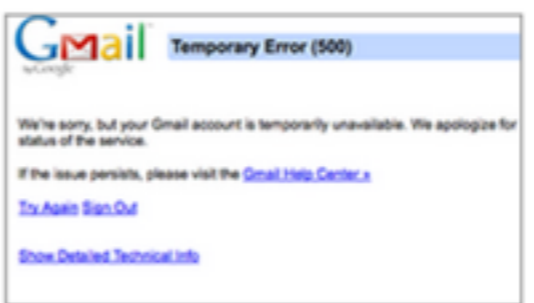 Gmail
by Google
Temporary Error (500)
We're sorry, but your Gmail account is temporarily unavailable. We apologize for
status of the service.
If the issue persists, please visit the Gmail Help Center »
Try Again Sign Out
Show Detailed Technical Info